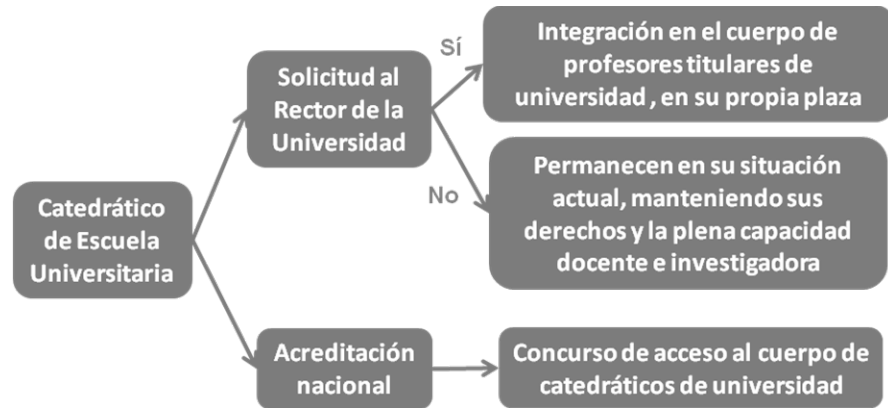 Catedrático
de Escuela
Universitaria
Solicitud al
Rector de la
Universidad
Sí
Integración en el cuerpo de
profesores titulares de
universidad , en su propia plaza
No
Permanecen en su situación
actual, manteniendo sus
derechos y la plena capacidad
docente e investigadora
Acreditación
nacional
Concurso de acceso al cuerpo de
catedráticos de universidad